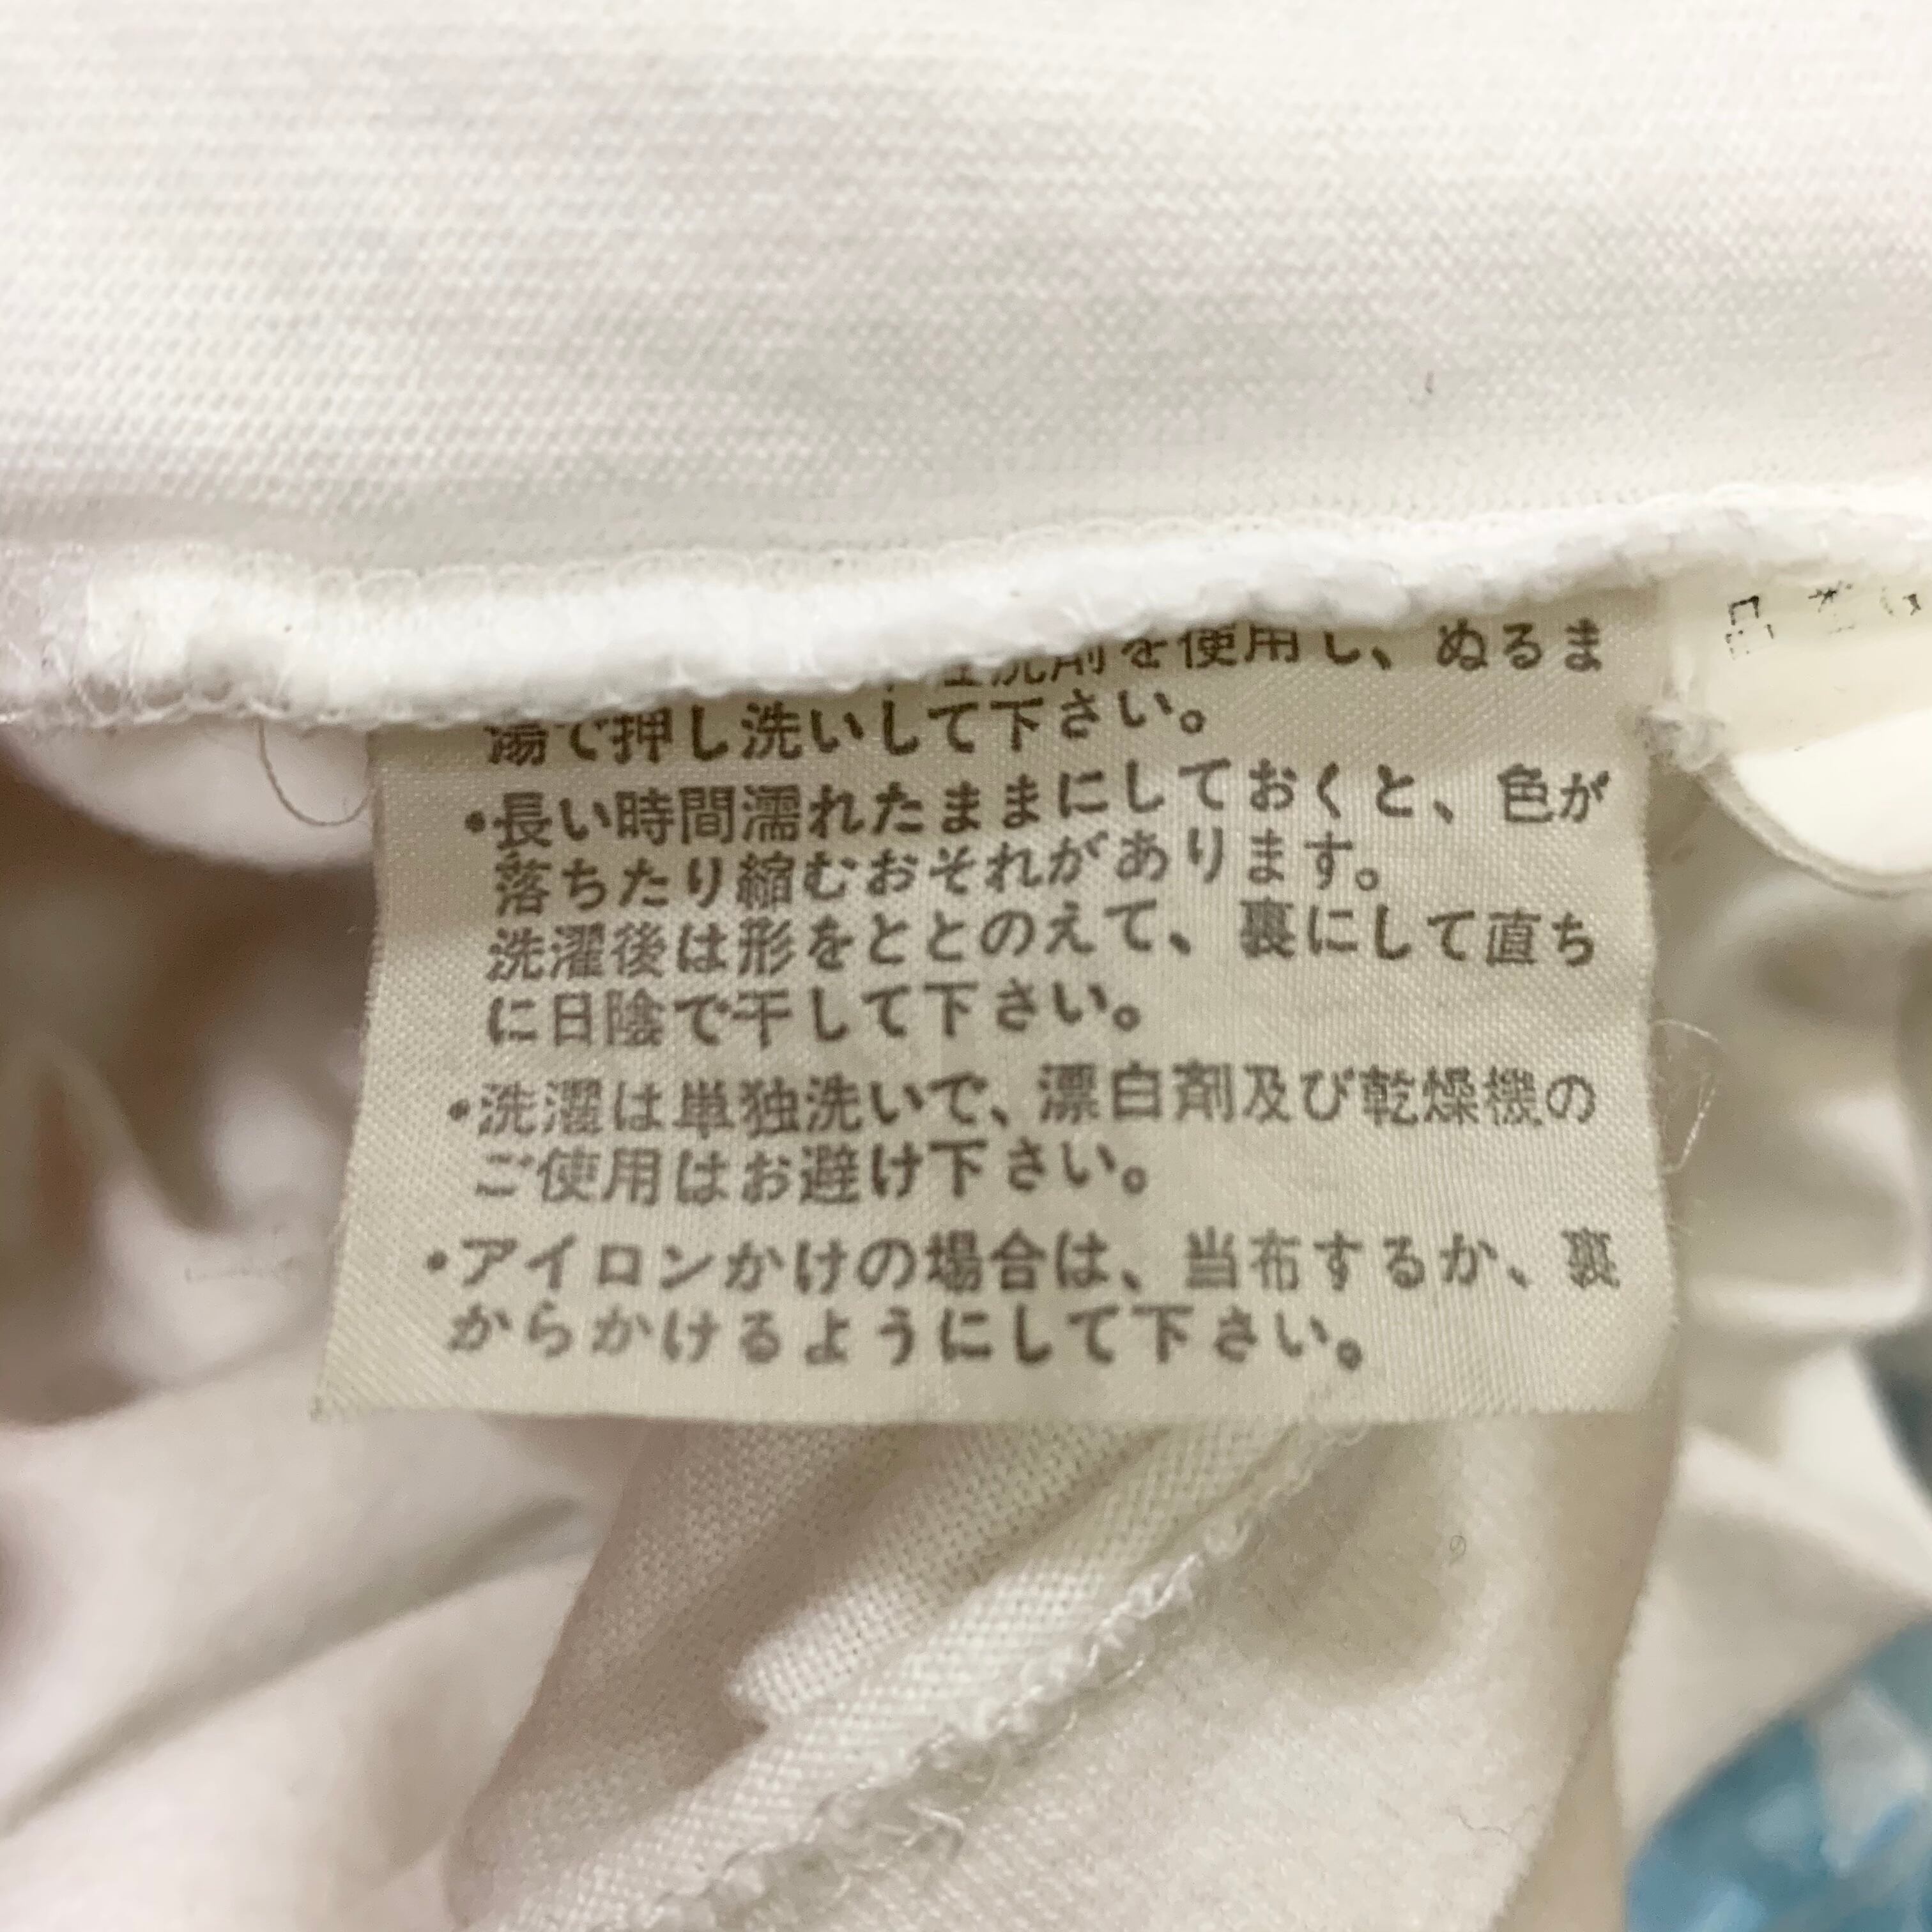 洗剤を使用し、ぬるま
湯で押し洗いして下さい。
•長い時間濡れたままにしておくと、色が
落ちたり縮むおそれがあります。
洗濯後は形をととのえて、裏にして直ち
に日陰で干して下さい。
•洗濯は単独洗いで、漂白剤及び乾燥機の
ご使用はお避け下さい。
•アイロンかけの場合は、当布するか、裏
からかけるようにして下さい。